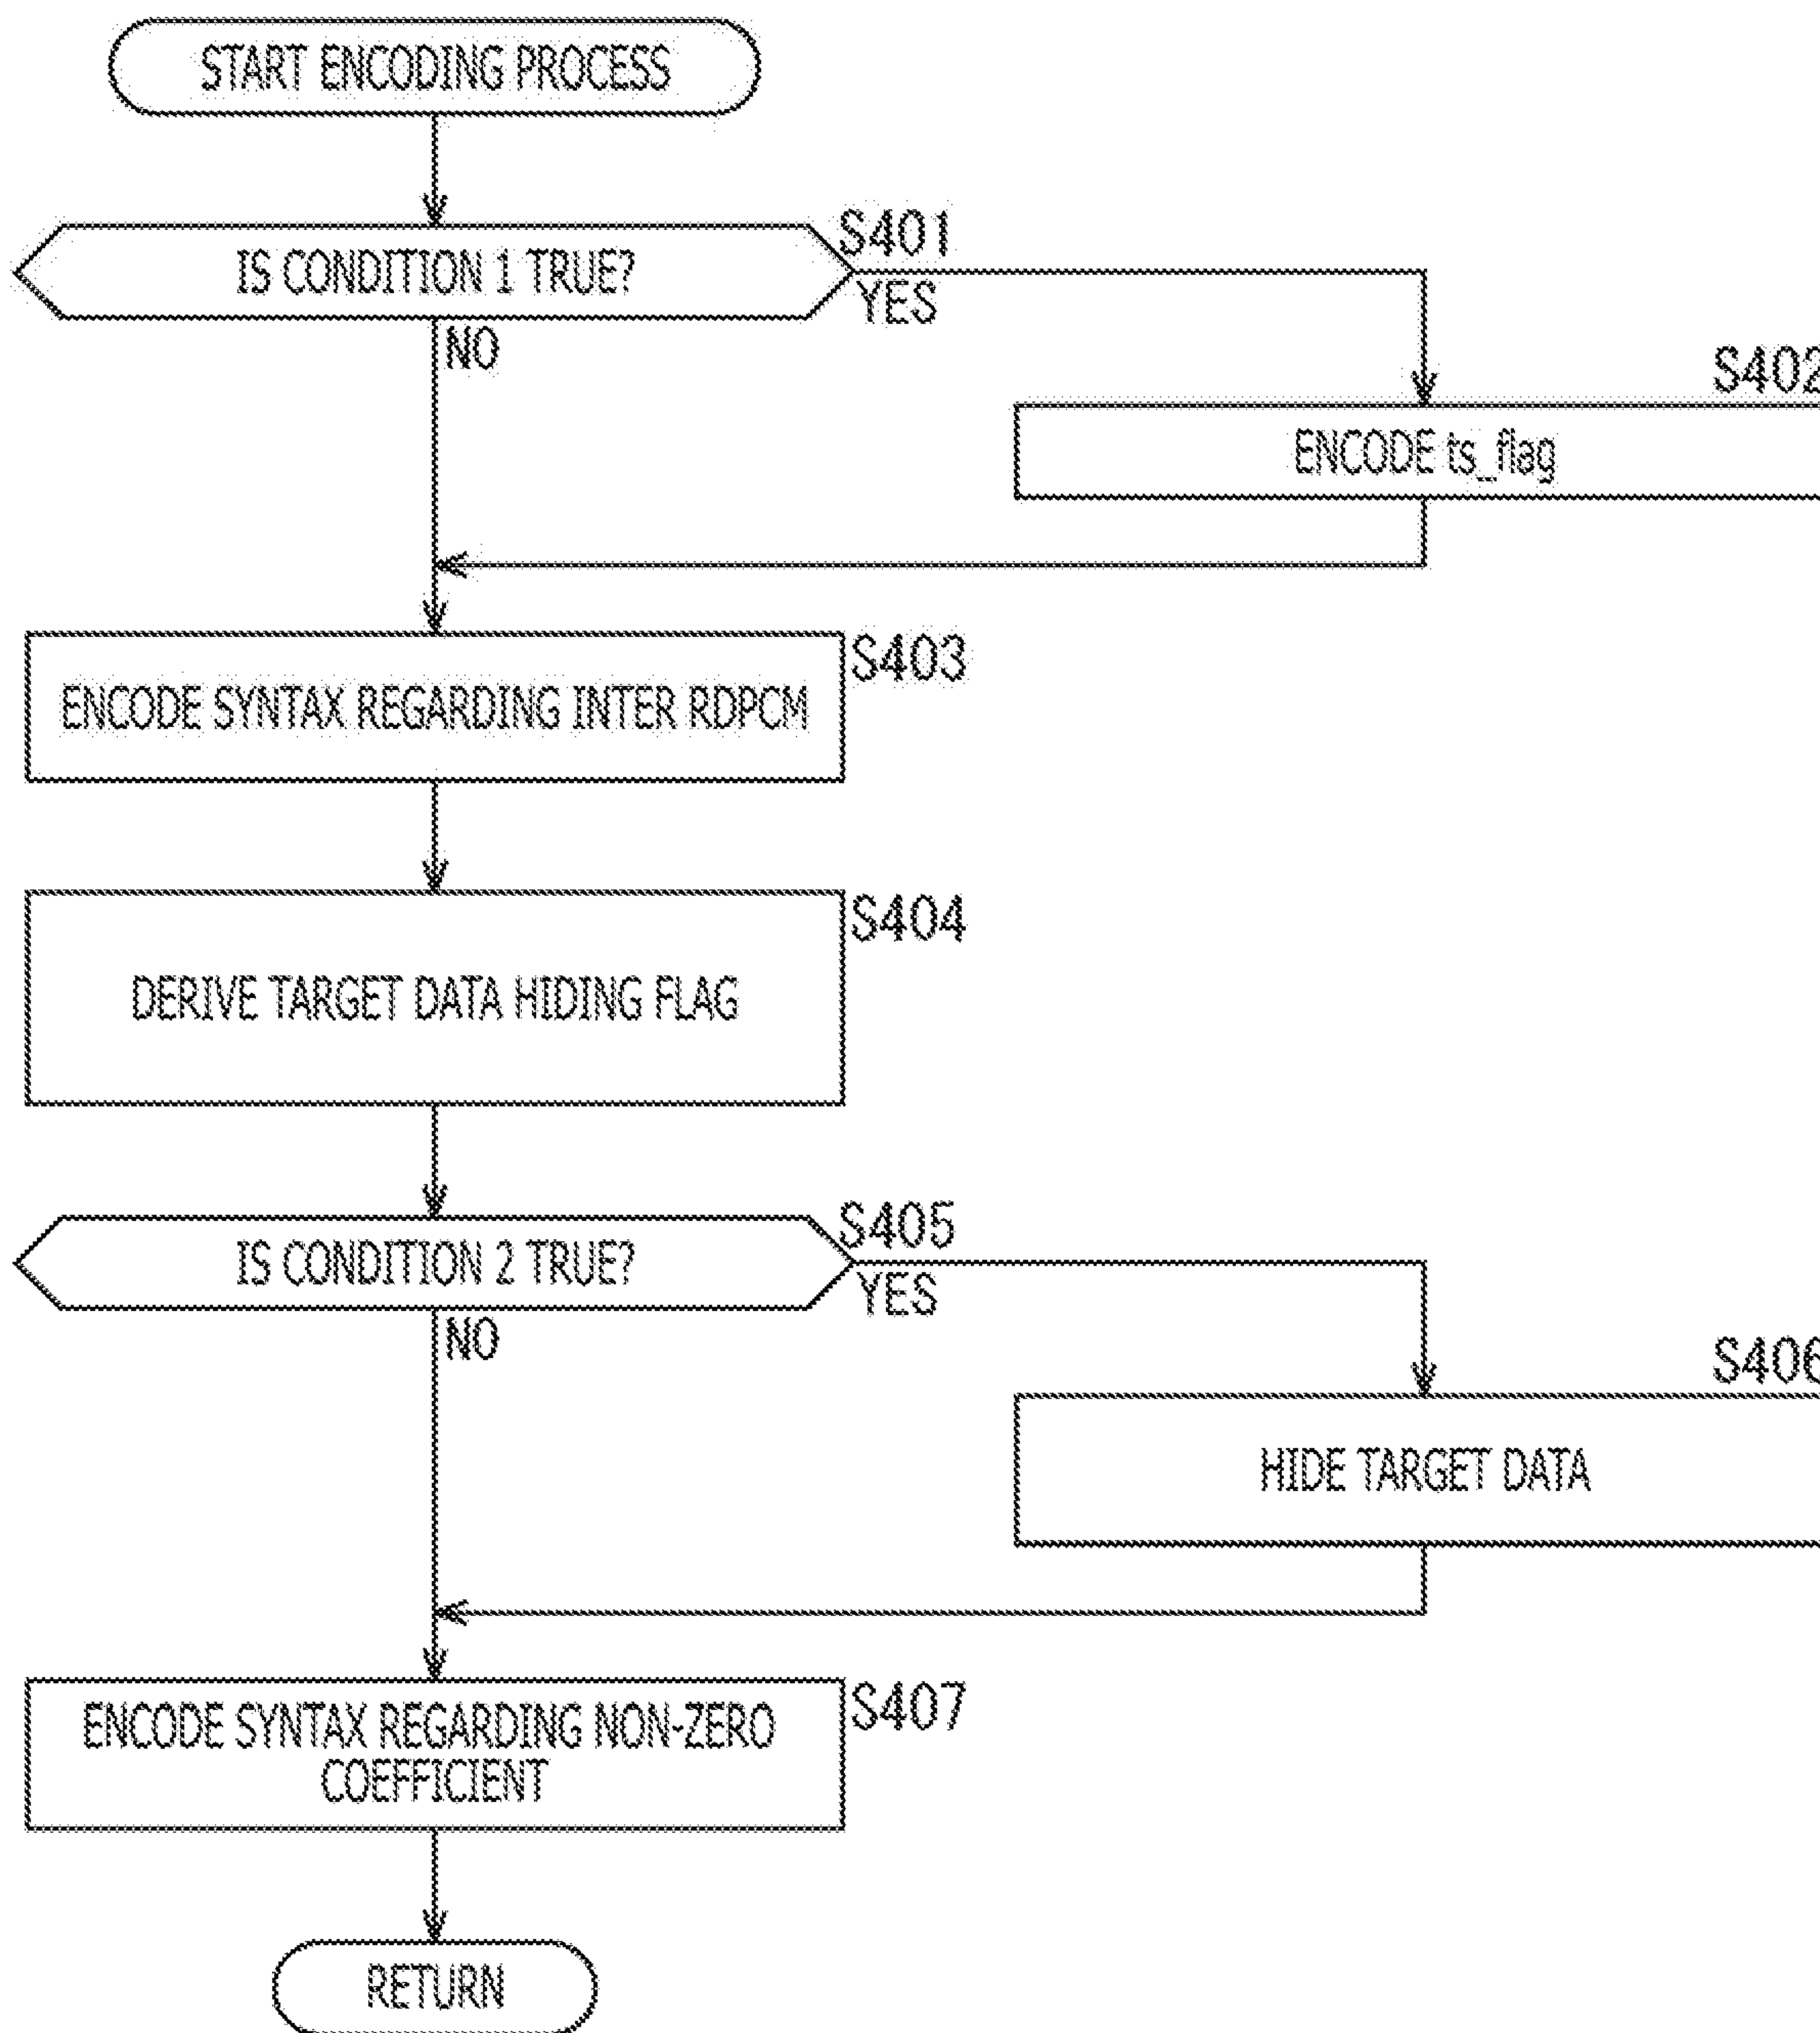 START ENCODING PROCESS
S401
IS CONDITION 1 TRUE?
YES
NO
S402
ENCODE ts_flag
S403
ENCODE SYNTAX REGARDING INTER RDPCM
S404
DERIVE TARGET DATA HIDING FLAG
S405
IS CONDITION 2 TRUE?
YES
NO
S406
HIDE TARGET DATA
S407
ENCODE SYNTAX REGARDING NON-ZERO
COEFFICIENT
RETURN